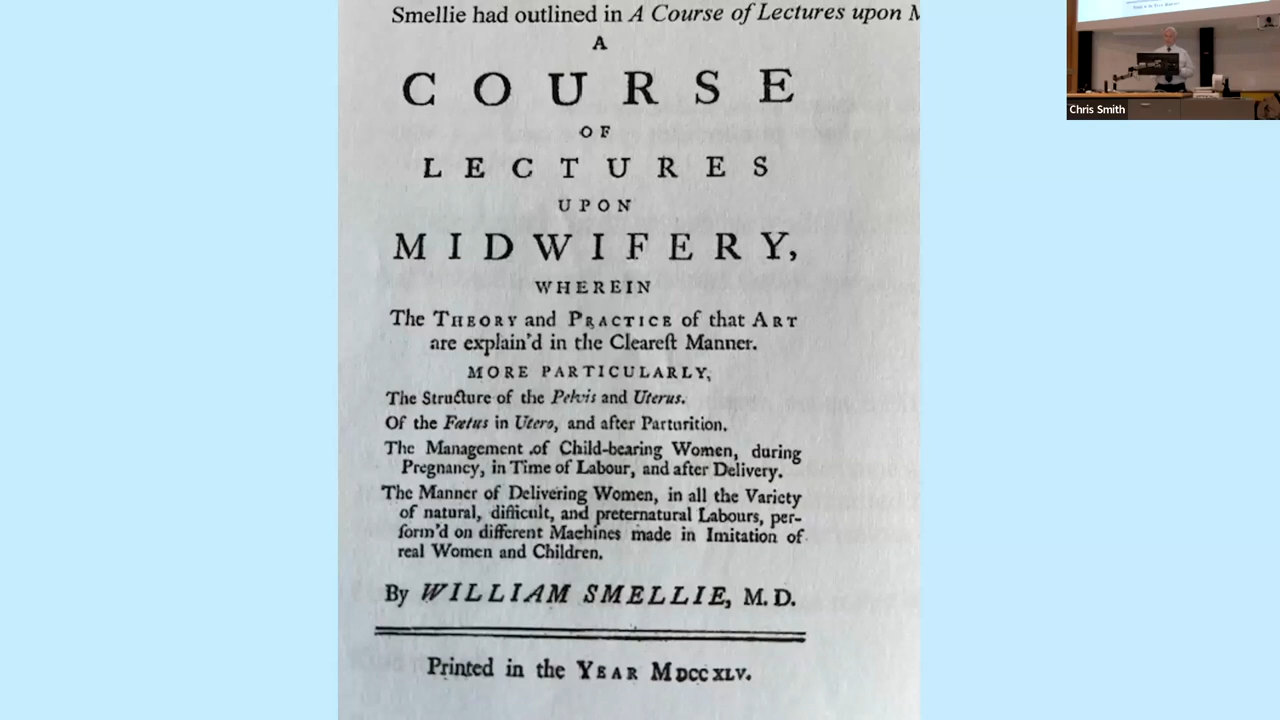 Smellie had outlined in A Course of Lectures upon
A
COURSE
OF
LECTURES
UPON
MIDWIFERY,
WHEREIN
The THEORY and PRACTICE of that ART
are explain'd in the Cleareſt Manner.
MORE PARTICULARLY,
The Structure of the Pelvis and Uterus.
Of the Fœtus in Utero, and after Parturition.
The Management of Child-bearing Women, during
Pregnancy, in Time of Labour, and after Delivery.
The Manner of Delivering Women, in all the Variety
of natural, difficult, and preternatural Labours, per-
form'd on different Machines made in Imitation of
real Women and Children.
By WILLIAM SMELLIE, M.D.
Printed in the YEAR MDCCXLV.
Chris Smith